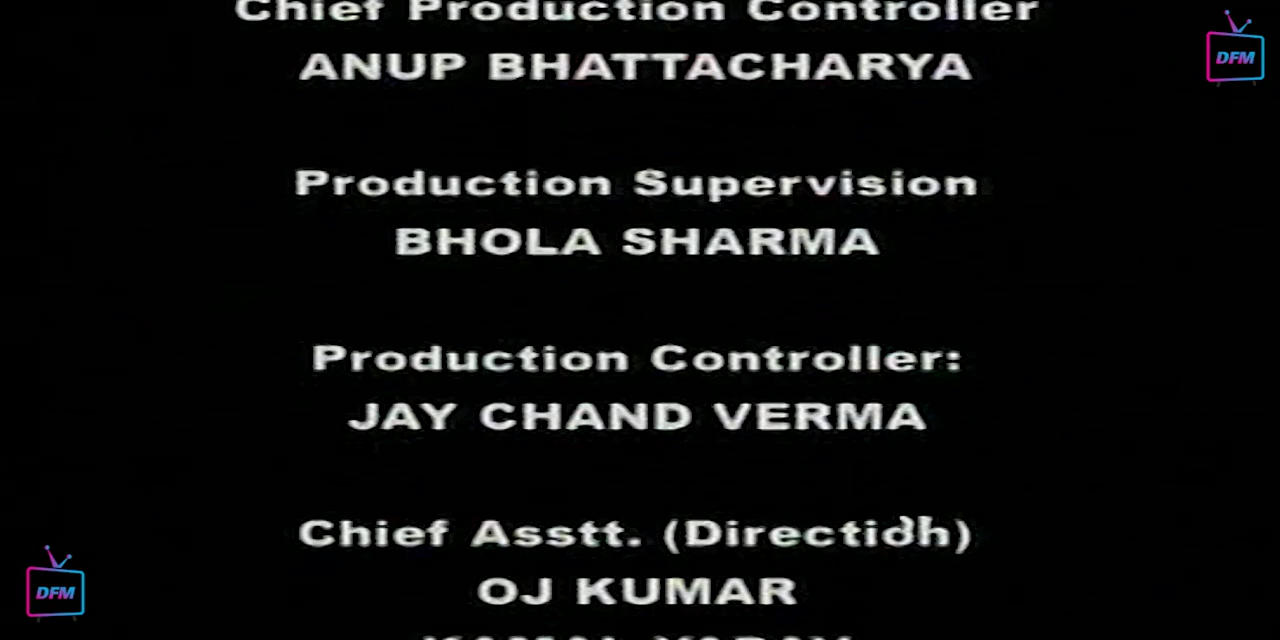 Chief Production Controller
ANUP BHATTACHARYA
DFM
Production Supervision
BHOLA SHARMA
Production Controller:
JAY CHAND VERMA
Chief Asstt. (Direction)
OJ KUMAR
DFM